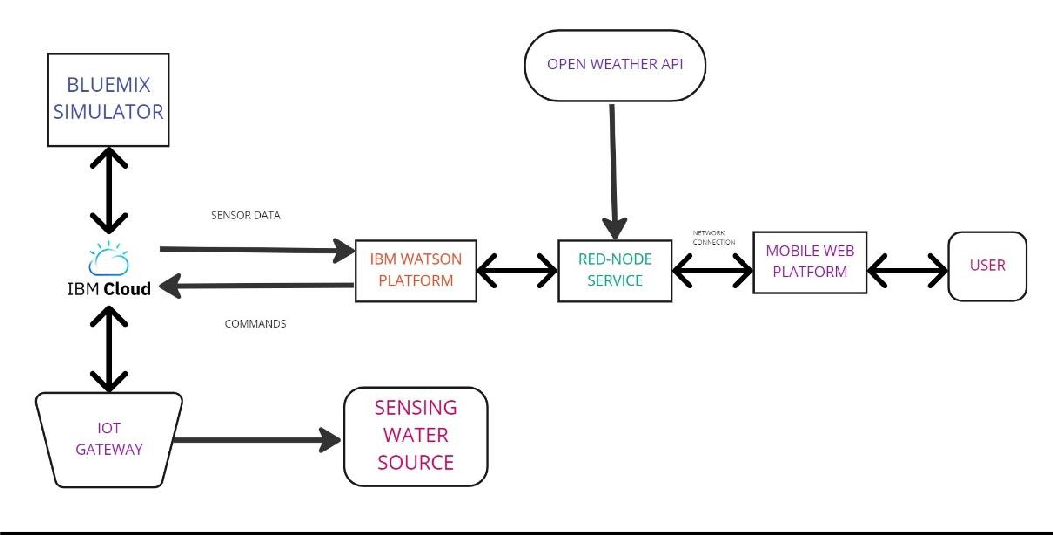 OPEN WEATHER API
BLUEMIX
SIMULATOR
SENSOR DATA
IBM Cloud
COMMANDS
IBM WATSON
PLATFORM
RED-NODE
SERVICE
NETWORK
CONNECTION
MOBILE WEB
PLATFORM
USER
IOT
GATEWAY
SENSING
WATER
SOURCE